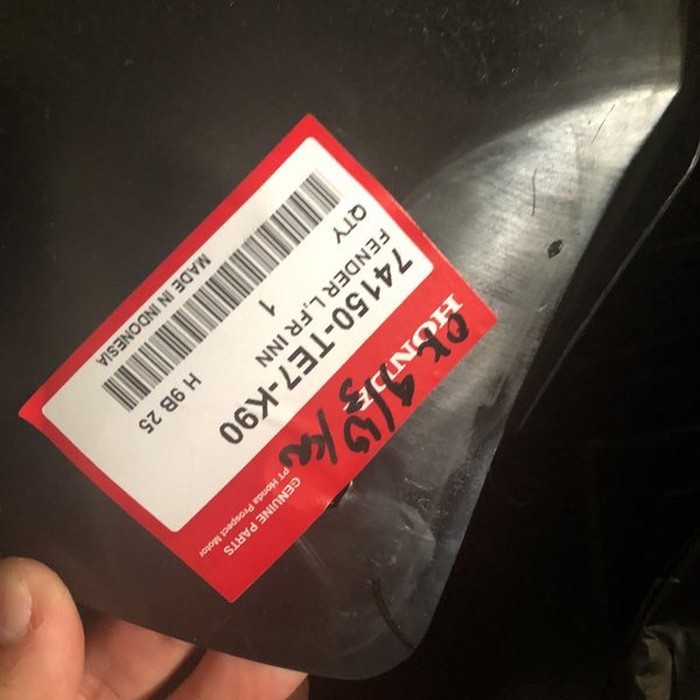 HONDA
GENUINE PARTS
PT Honda Prospect Motor
74150-TE7-K90
FENDER L,FR INN
QTY 1
H 9B 25
MADE IN INDONESIA